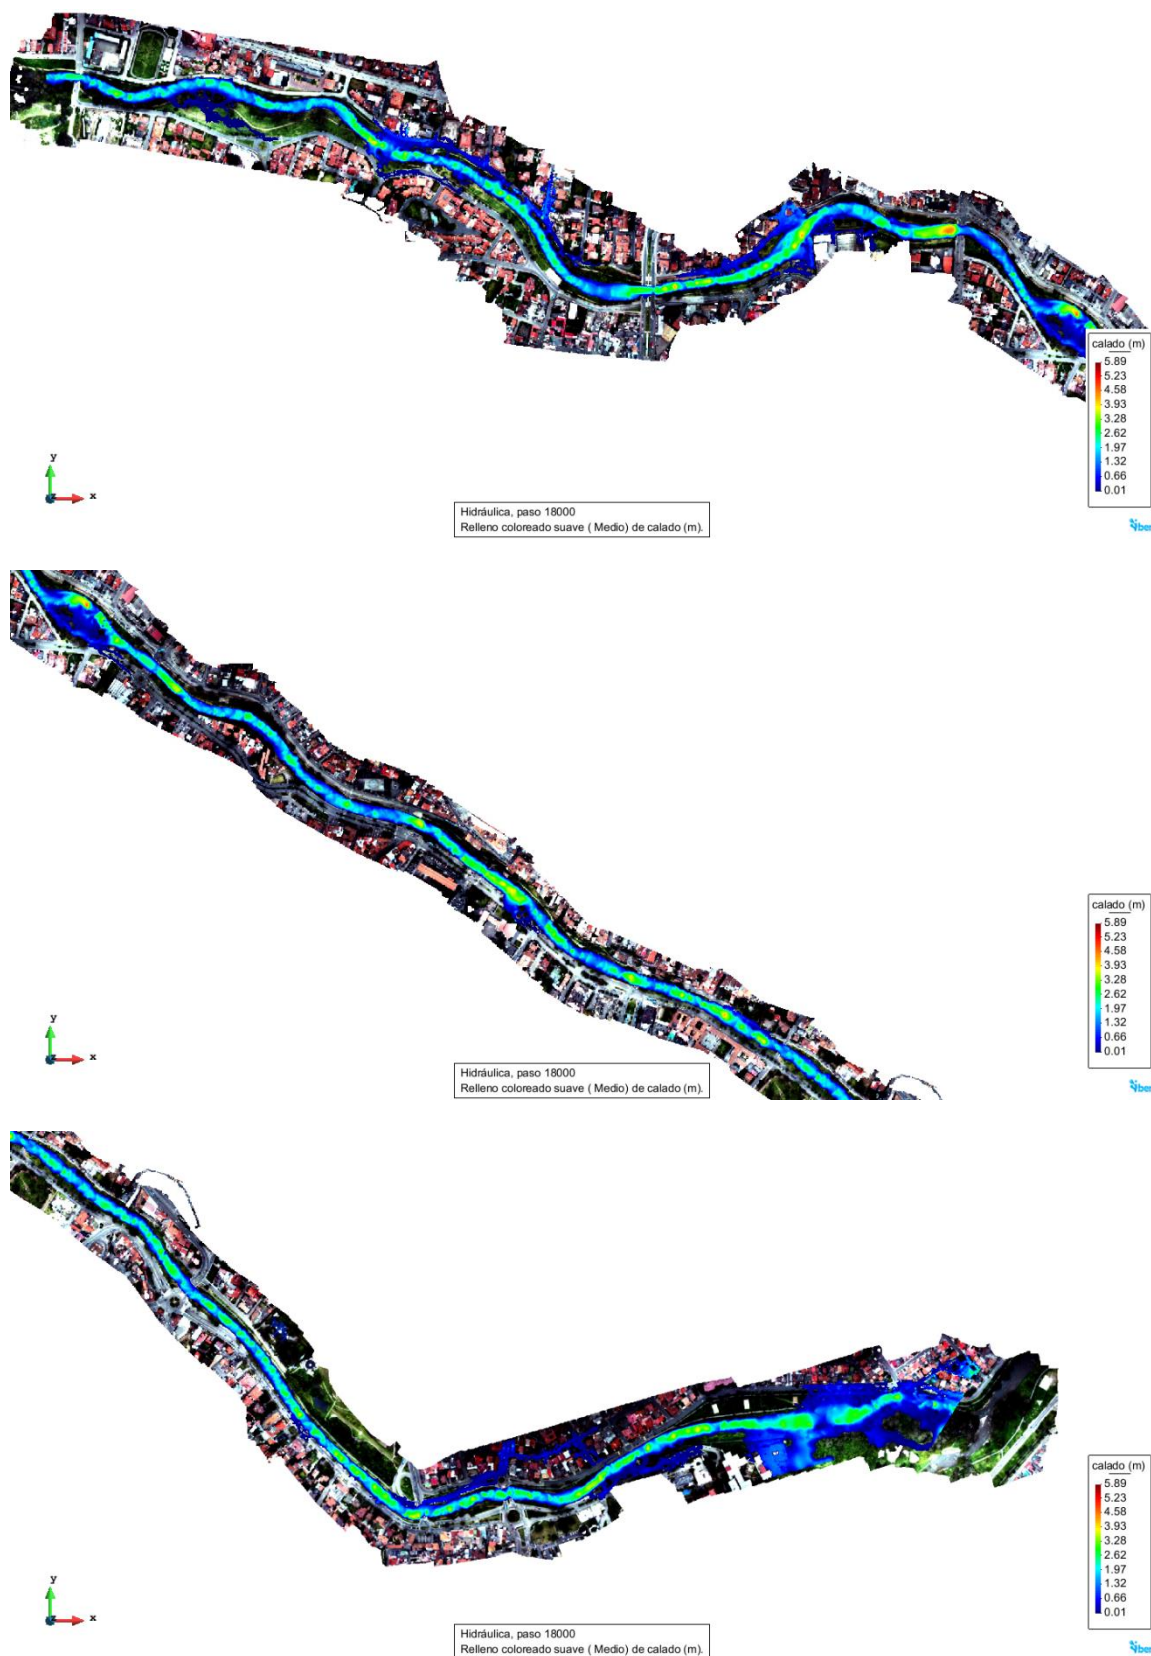 calado (m)
5.89
5.23
4.58
3.93
3.28
2.62
1.97
1.32
0.66
0.01
y
x
Hidráulica, paso 18000
Relleno coloreado suave ( Medio) de calado (m).
ber
calado (m)
5.89
5.23
4.58
3.93
3.28
2.62
1.97
1.32
0.66
0.01
y
x
Hidráulica, paso 18000
Relleno coloreado suave ( Medio) de calado (m).
ber
calado (m)
5.89
5.23
4.58
3.93
3.28
2.62
1.97
1.32
0.66
0.01
y
x
Hidráulica, paso 18000
Relleno coloreado suave ( Medio) de calado (m).
ber